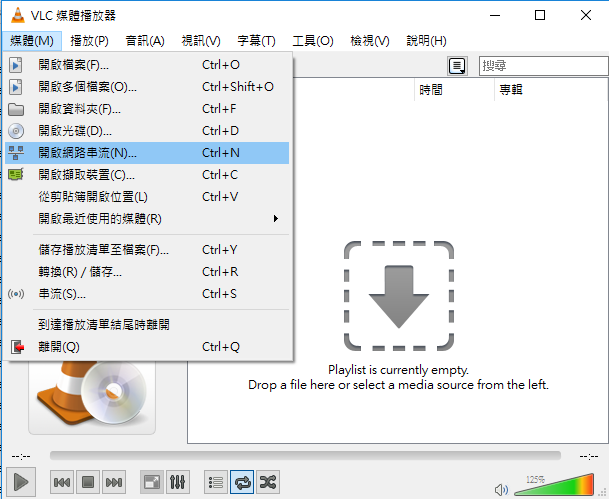 VLC 媒體播放器
媒體(M) 播放(P) 音訊(A) 視訊(V) 字幕(T) 工具(O) 檢視(V) 說明(H)
搜尋
時間 專輯
開啟檔案(F)... Ctrl+O
開啟多個檔案(O)... Ctrl+Shift+O
開啟資料夾(F)... Ctrl+F
開啟光碟(D)... Ctrl+D
開啟網路串流(N)... Ctrl+N
開啟擷取裝置(C)... Ctrl+C
從剪貼簿開啟位置(L) Ctrl+V
開啟最近使用的媒體(R)
儲存播放清單至檔案(F)... Ctrl+Y
轉換(R) / 儲存... Ctrl+R
串流(S)... Ctrl+S
到達播放清單結尾時離開
離開(Q) Ctrl+Q
Playlist is currently empty.
Drop a file here or select a media source from the left.
--:-- --:--
125%